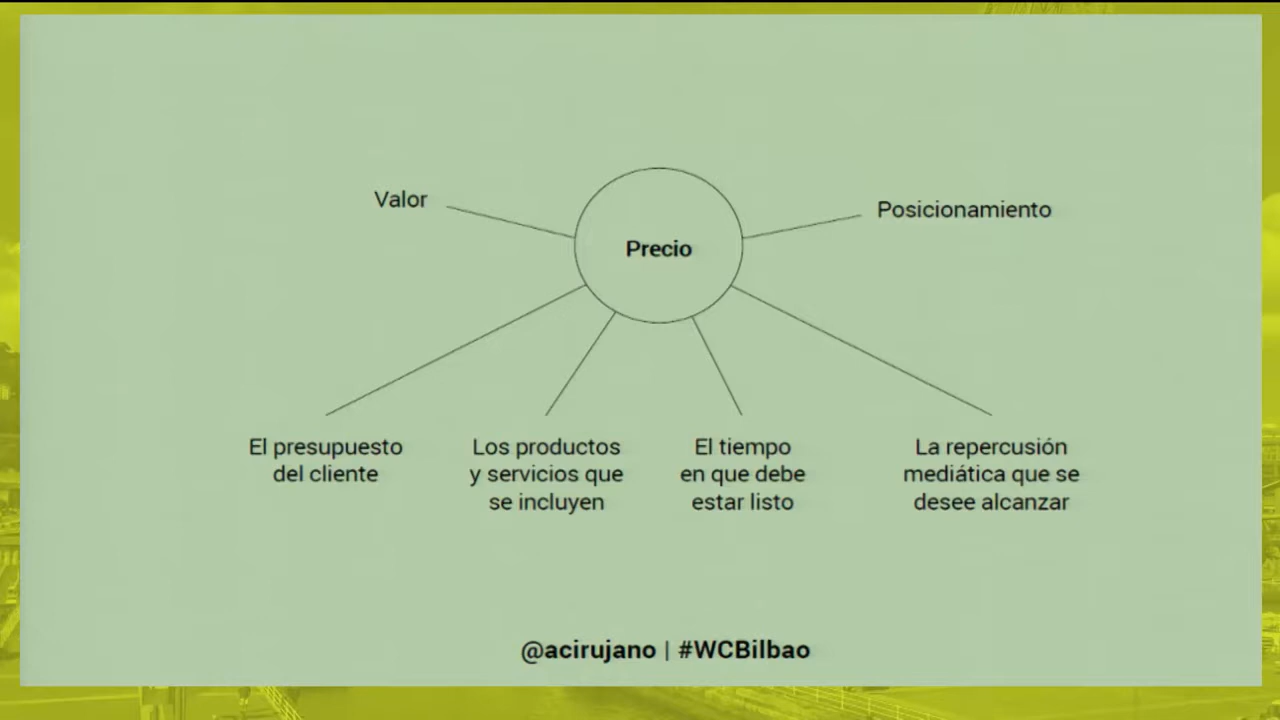 Valor
Posicionamiento
Precio
El presupuesto
del cliente
Los productos
y servicios que
se incluyen
El tiempo
en que debe
estar listo
La repercusión
mediática que se
desee alcanzar
@acirujano | #WCBilbao